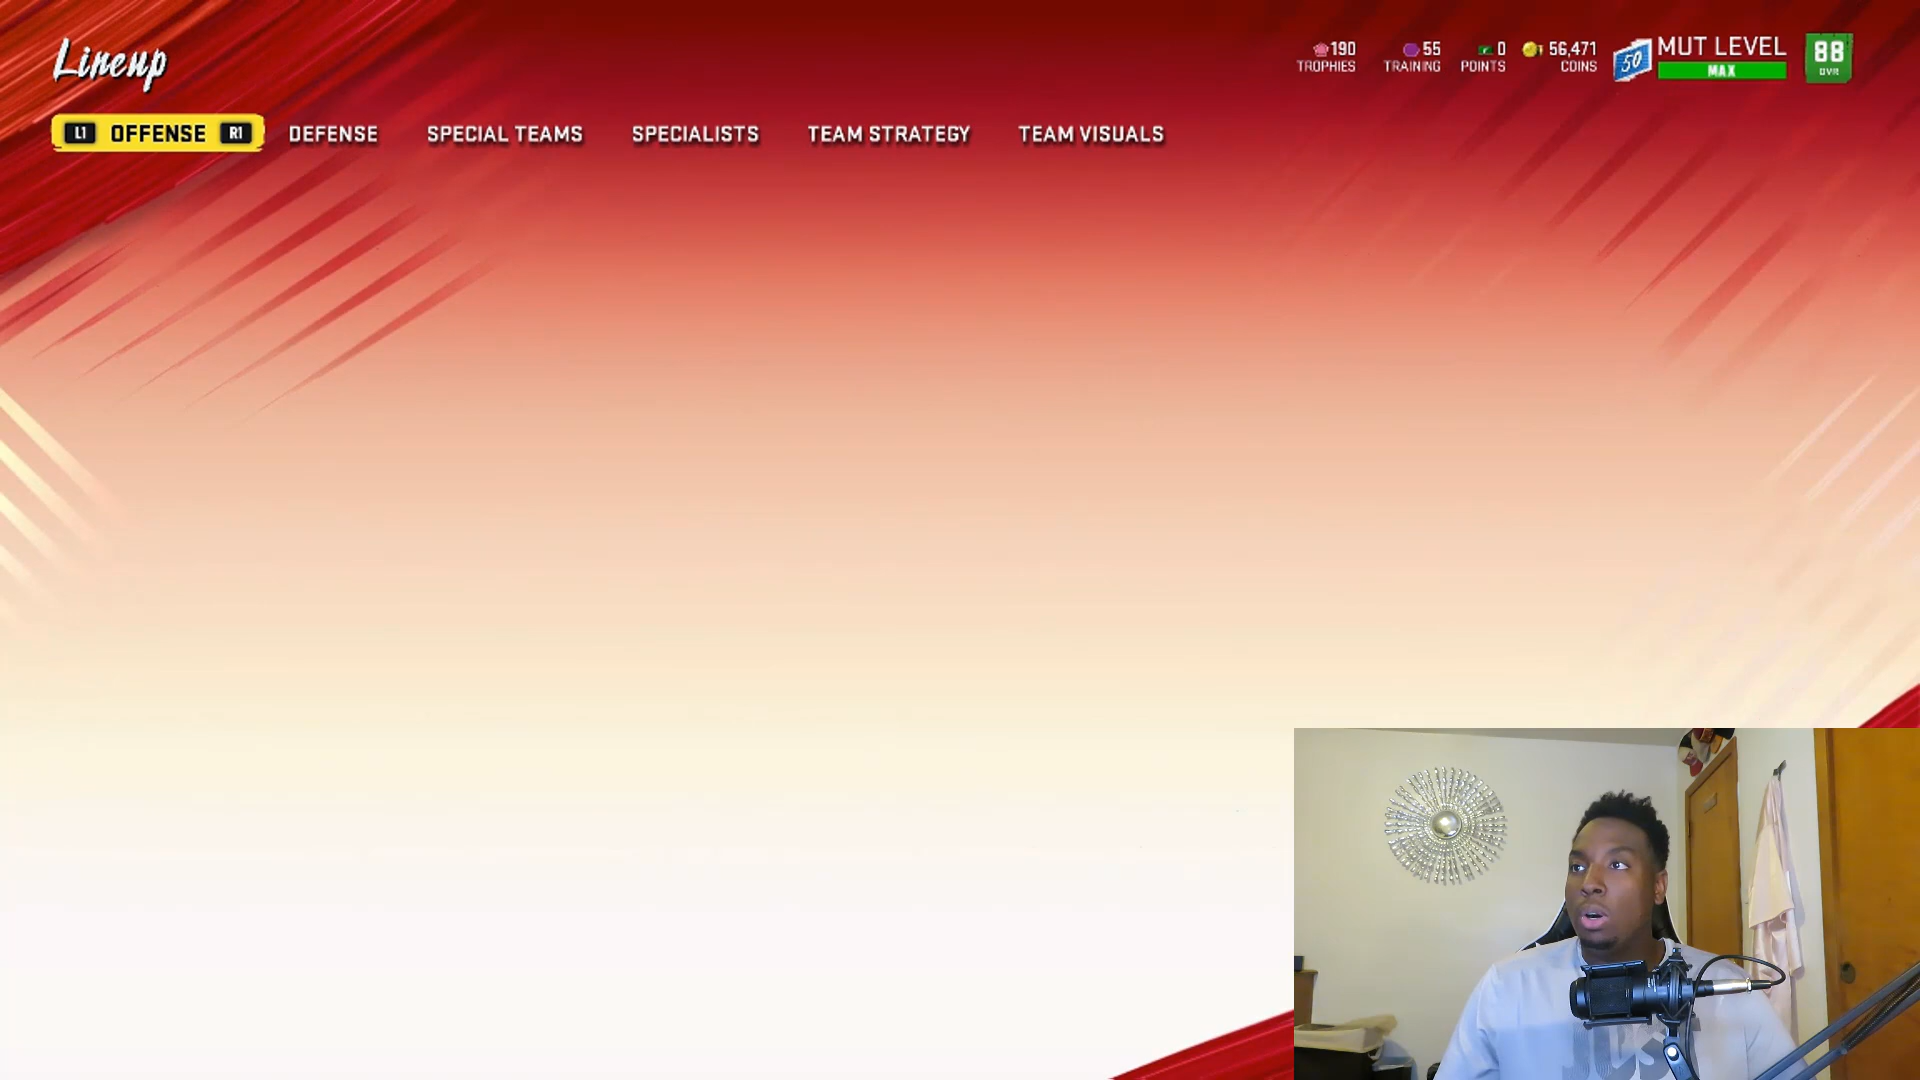 Lineup
190 TROPHIES
55 TRAINING
0 POINTS
56,471 COINS
50
MUT LEVEL
MAX
88 OVR
L1 OFFENSE R1 DEFENSE SPECIAL TEAMS SPECIALISTS TEAM STRATEGY TEAM VISUALS
JUST